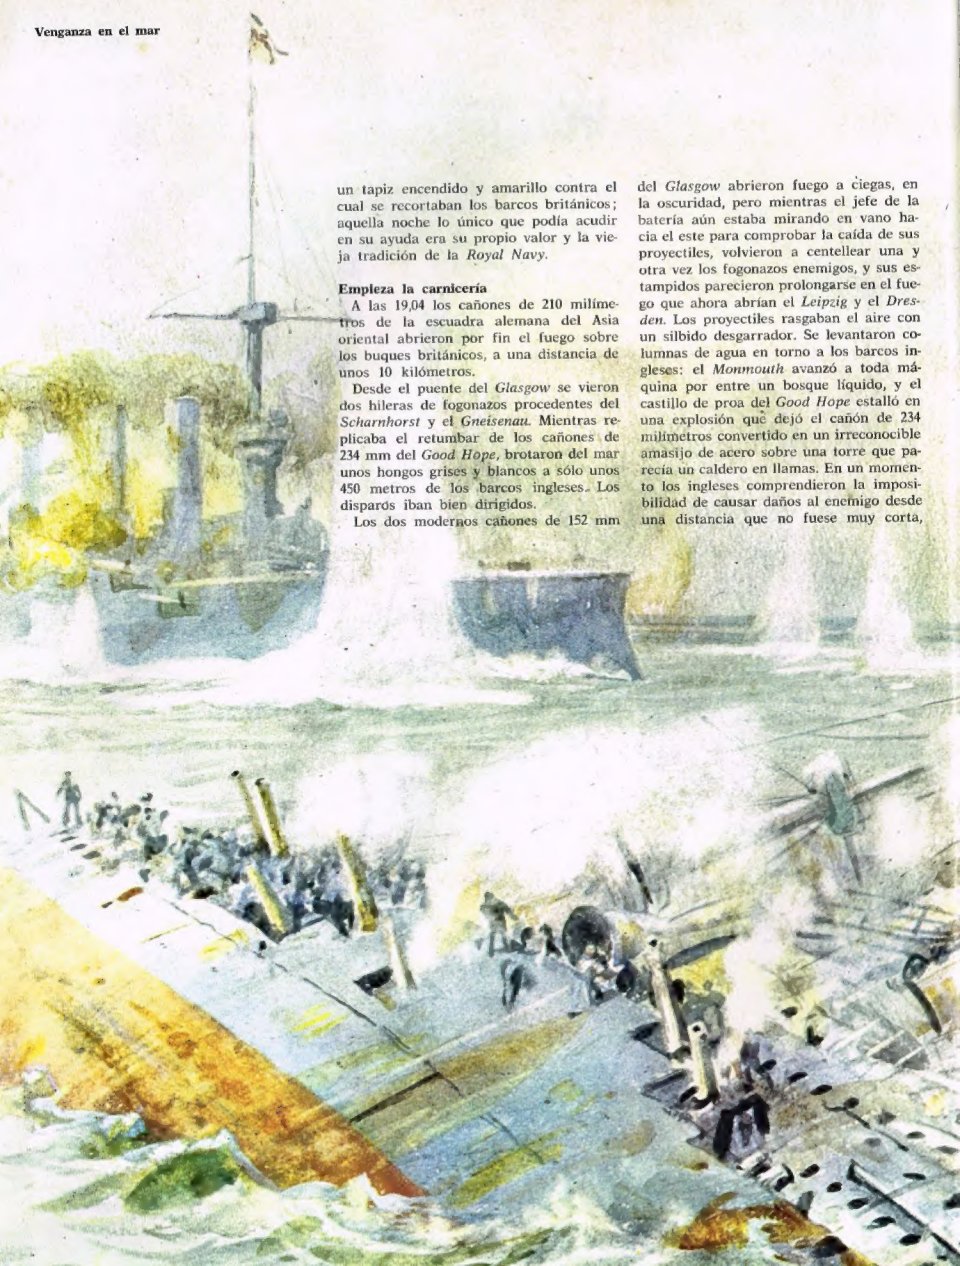 Venganza en el mar
un tapiz encendido y amarillo contra el
cual se recortaban los barcos británicos;
aquella noche lo único que podía acudir
en su ayuda era su propio valor y la vie-
ja tradición de la Royal Navy.
Empieza la carnicería
A las 19,04 los cañones de 210 milíme-
tros de la escuadra alemana del Asia
oriental abrieron por fin el fuego sobre
los buques británicos, a una distancia de
unos 10 kilómetros.
Desde el puente del Glasgow se vieron
dos hileras de fogonazos procedentes del
Scharnhorst y el Gneisenau. Mientras re-
plicaba el retumbar de los cañones de
234 mm del Good Hope, brotaron del mar
unos hongos grises y blancos a sólo unos
450 metros de los barcos ingleses. Los
disparos iban bien dirigidos.
Los dos modernos cañones de 152 mm
del Glasgow abrieron fuego a ciegas, en
la oscuridad, pero mientras el jefe de la
batería aún estaba mirando en vano ha-
cia el este para comprobar la caída de sus
proyectiles, volvieron a centellear una y
otra vez los fogonazos enemigos, y sus es-
tampidos parecieron prolongarse en el fue-
go que ahora abrían el Leipzig y el Dres-
den. Los proyectiles rasgaban el aire con
un silbido desgarrador. Se levantaron co-
lumnas de agua en torno a los barcos in-
gleses: el Monmouth avanzó a toda má-
quina por entre un bosque líquido, y el
castillo de proa del Good Hope estalló en
una explosión que dejó el cañón de 234
milímetros convertido en un irreconocible
amasijo de acero sobre una torre que pa-
recía un caldero en llamas. En un momen-
to los ingleses comprendieron la imposi-
bilidad de causar daños al enemigo desde
una distancia que no fuese muy corta,